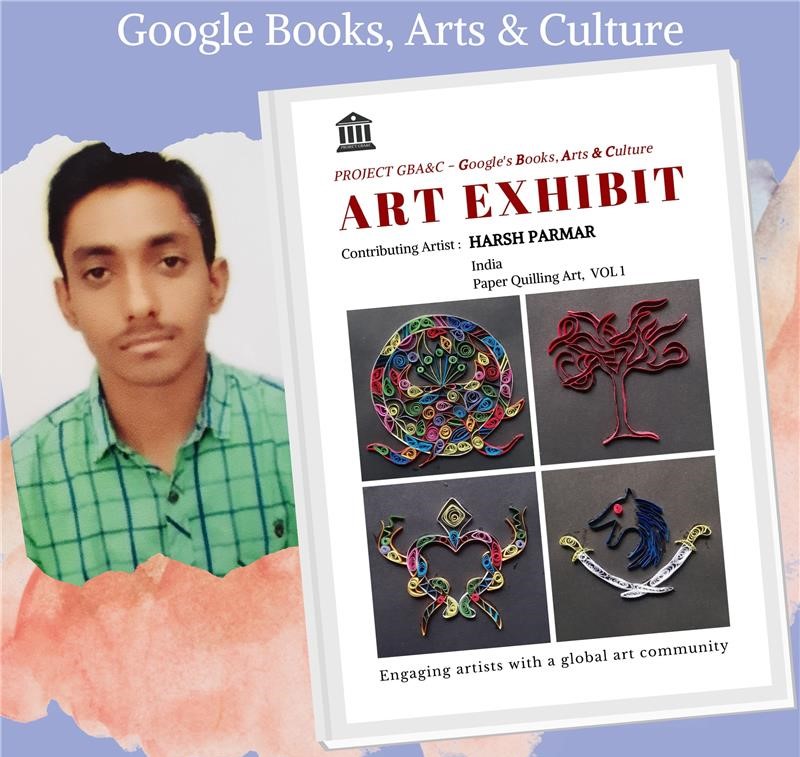 Google Books, Arts & Culture
PROJECT GBA&C
PROJECT GBA&C - Google's Books, Arts & Culture
ART EXHIBIT
Contributing Artist : HARSH PARMAR
India
Paper Quilling Art, VOL 1
Engaging artists with a global art community